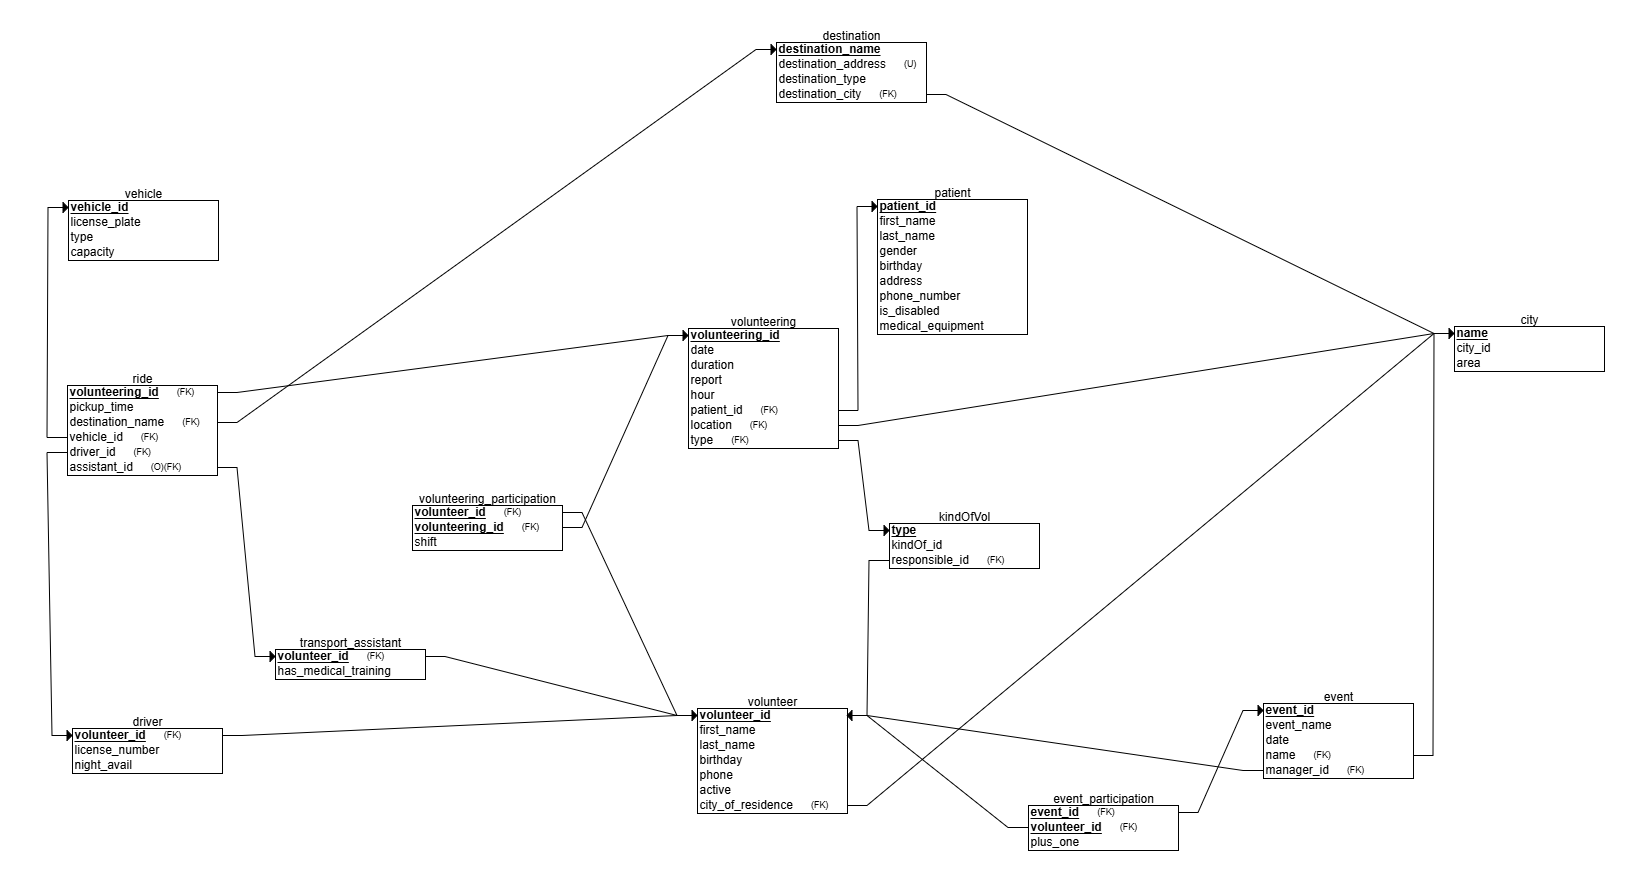 destination
destination_name
destination_address (U)
destination_type
destination_city (FK)
vehicle
vehicle_id
license_plate
type
capacity
patient
patient_id
first_name
last_name
gender
birthday
address
phone_number
is_disabled
medical_equipment
volunteering
volunteering_id
date
duration
report
hour
patient_id (FK)
location (FK)
type (FK)
city
name
city_id
area
ride
volunteering_id (FK)
pickup_time
destination_name (FK)
vehicle_id (FK)
driver_id (FK)
assistant_id (O)(FK)
volunteering_participation
volunteer_id (FK)
volunteering_id (FK)
shift
kindOfVol
type
kindOf_id
responsible_id (FK)
transport_assistant
volunteer_id (FK)
has_medical_training
driver
volunteer_id (FK)
license_number
night_avail
volunteer
volunteer_id
first_name
last_name
birthday
phone
active
city_of_residence (FK)
event
event_id
event_name
date
name (FK)
manager_id (FK)
event_participation
event_id (FK)
volunteer_id (FK)
plus_one